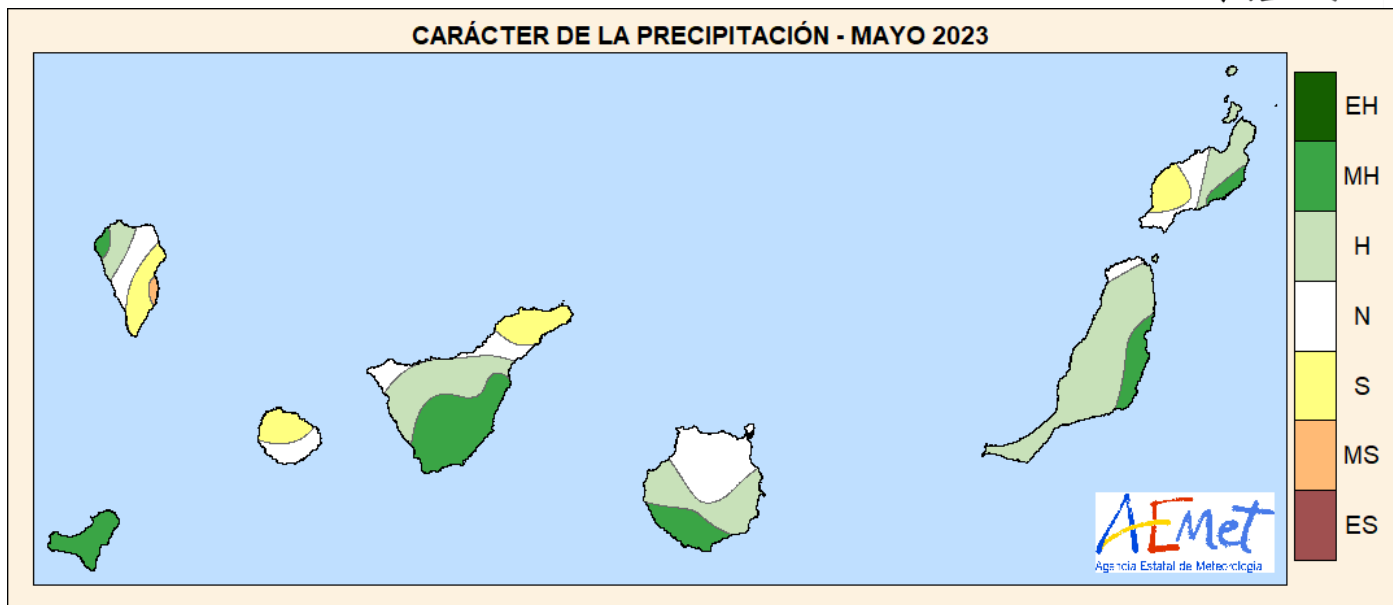 CARÁCTER DE LA PRECIPITACIÓN - MAYO 2023
EH
MH
H
N
S
MS
ES
AEMet
Agencia Estatal de Meteorología